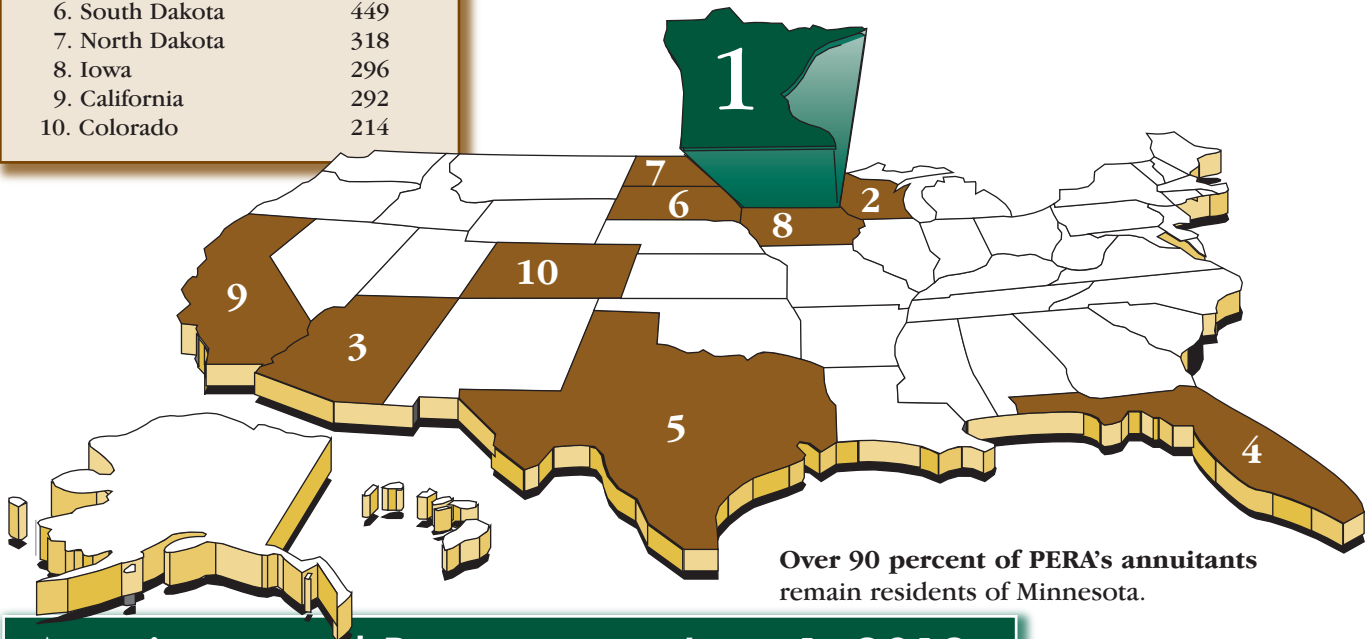 6. South Dakota 449
7. North Dakota 318
8. Iowa 296
9. California 292
10. Colorado 214
1
7
6
2
8
10
9
3
5
4
Over 90 percent of PERA's annuitants
remain residents of Minnesota.